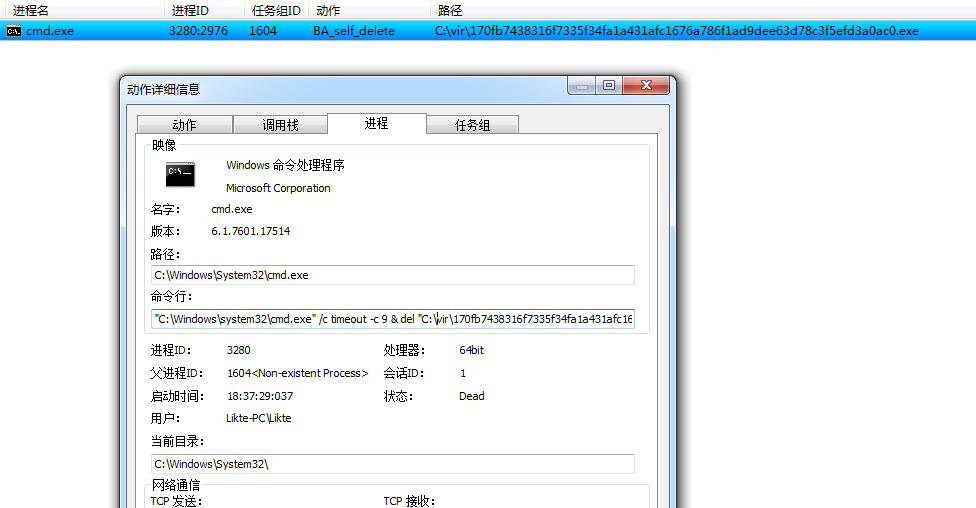 进程名 进程ID 任务组ID 动作 路径
cmd.exe 3280:2976 1604 BA_self_delete C:\vir\170fb7438316f7335f34fa1a431afc1676a786f1ad9dee63d78c3f5efd3a0ac0.exe
动作详细信息
动作 调用栈 进程 任务组
映像
C:\.
Windows 命令处理程序
Microsoft Corporation
名字： cmd.exe
版本： 6.1.7601.17514
路径：
C:\Windows\System32\cmd.exe
命令行：
"C:\Windows\system32\cmd.exe" /c timeout -c 9 & del "C:\vir\170fb7438316f7335f34fa1a431afc16
进程ID： 3280 处理器： 64bit
父进程ID： 1604<Non-existent Process> 会话ID： 1
启动时间： 18:37:29:037 状态： Dead
用户： Likte-PC\Likte
当前目录：
C:\Windows\System32\
网络通信
TCP 发送： TCP 接收：